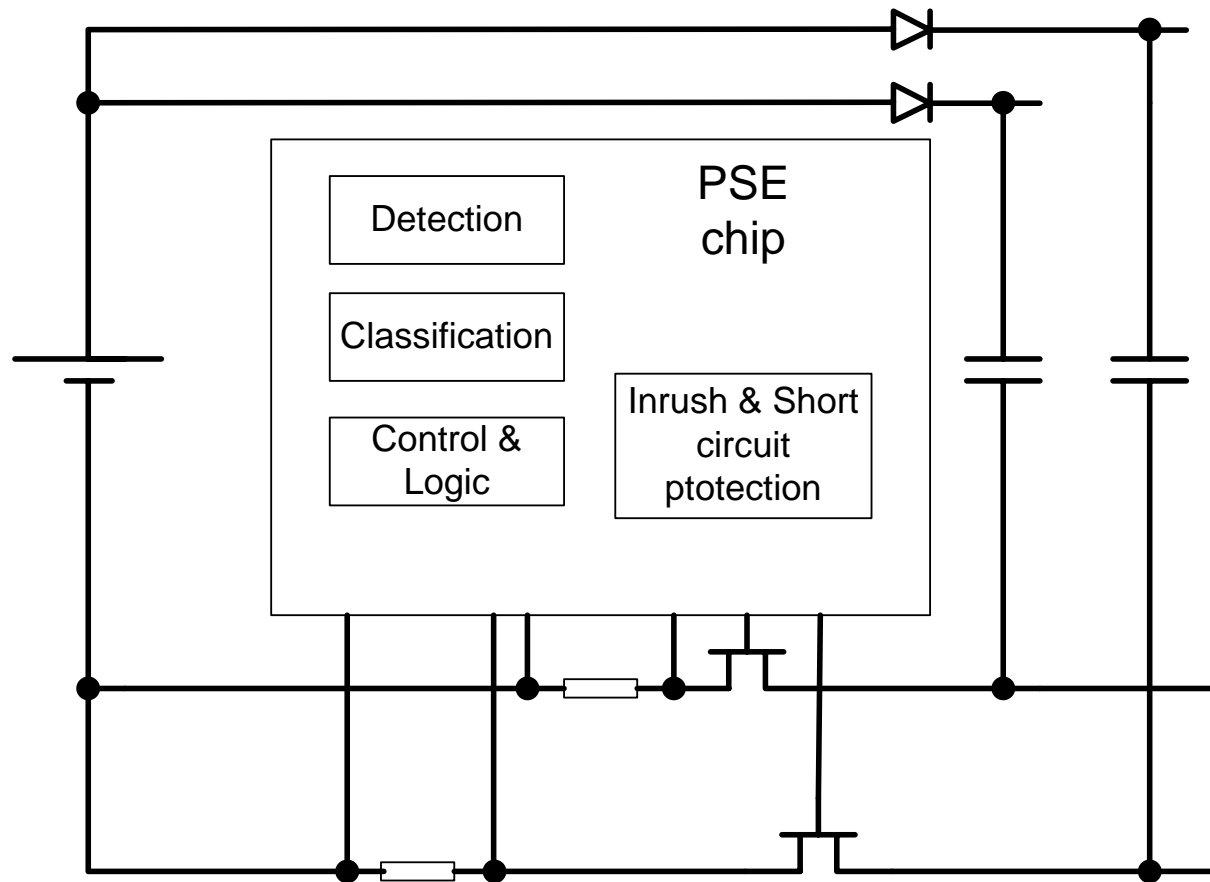 PSE
chip
Detection
Classification
Control &
Logic
Inrush & Short
circuit
ptotection